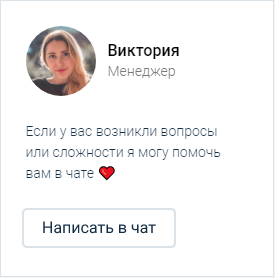 Виктория
Менеджер
Если у вас возникли вопросы
или сложности я могу помочь
вам в чате ❤️
Написать в чат